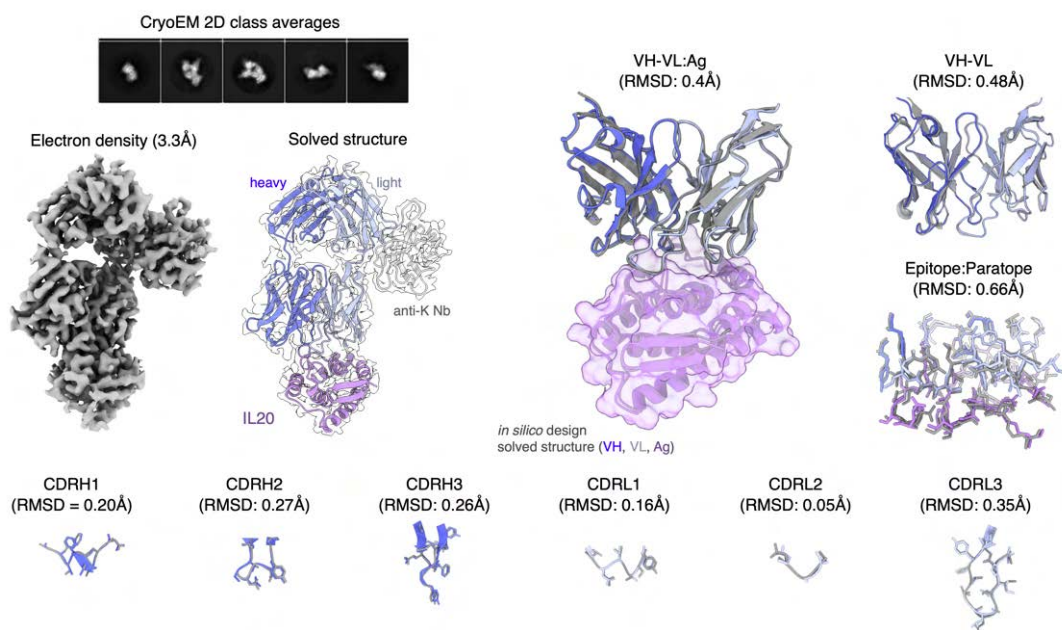 CryoEM 2D class averages
Electron density (3.3Å)
Solved structure
heavy
light
anti-K Nb
IL20
VH-VL:Ag
(RMSD: 0.4Å)
in silico design
solved structure (VH, VL, Ag)
VH-VL
(RMSD: 0.48Å)
Epitope:Paratope
(RMSD: 0.66Å)
CDRH1
(RMSD = 0.20Å)
CDRH2
(RMSD: 0.27Å)
CDRH3
(RMSD: 0.26Å)
CDRL1
(RMSD: 0.16Å)
CDRL2
(RMSD: 0.05Å)
CDRL3
(RMSD: 0.35Å)